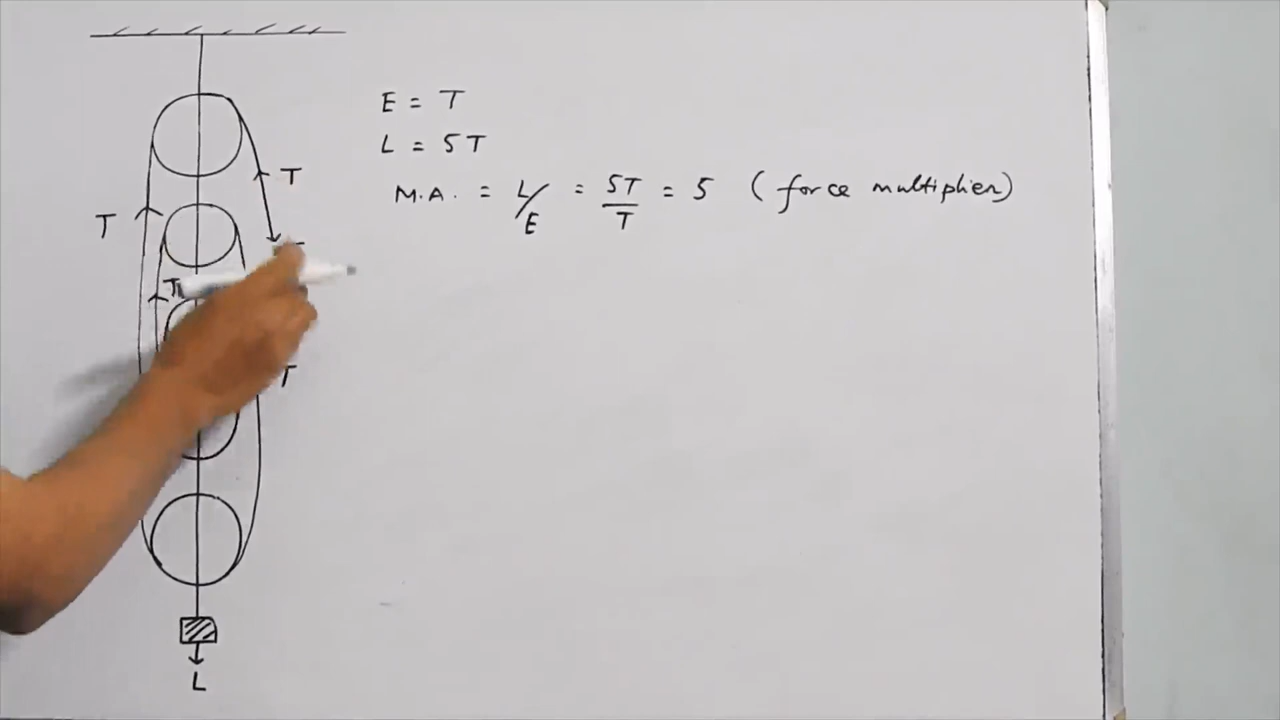 E = T
L = 5T
M.A. = L/E = 5T/T = 5 (force multiplier)
T
T
T
T
L